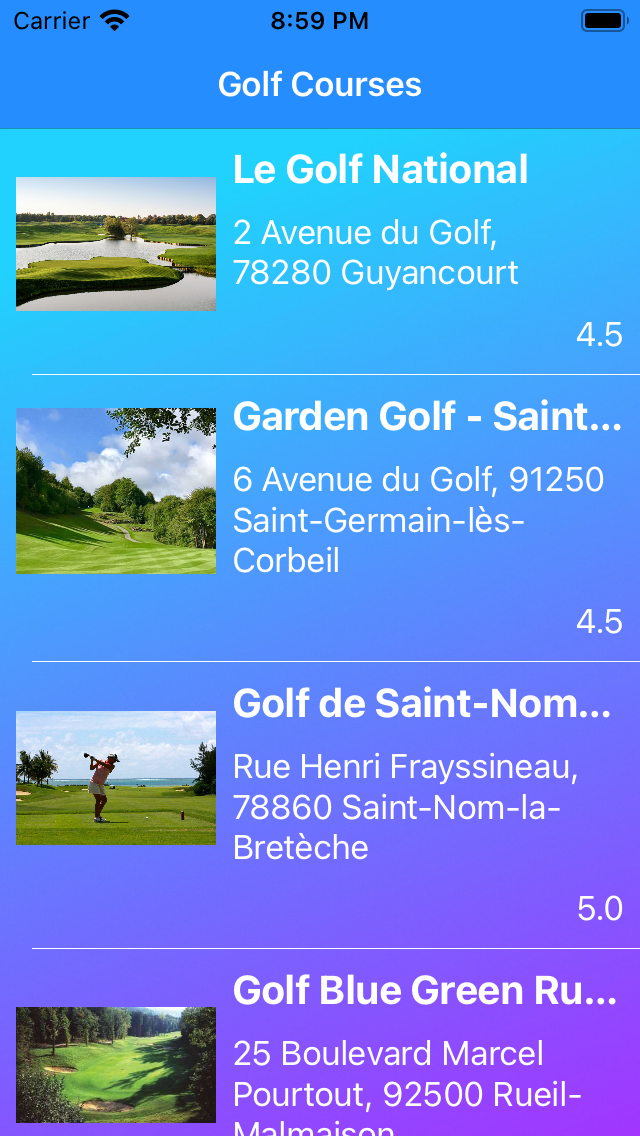 Carrier 8:59 PM
Golf Courses
Le Golf National
2 Avenue du Golf,
78280 Guyancourt
4.5
Garden Golf - Saint...
6 Avenue du Golf, 91250
Saint-Germain-lès-
Corbeil
4.5
Golf de Saint-Nom...
Rue Henri Frayssineau,
78860 Saint-Nom-la-
Bretèche
5.0
Golf Blue Green Ru...
25 Boulevard Marcel
Pourtout, 92500 Rueil-
Malmaison